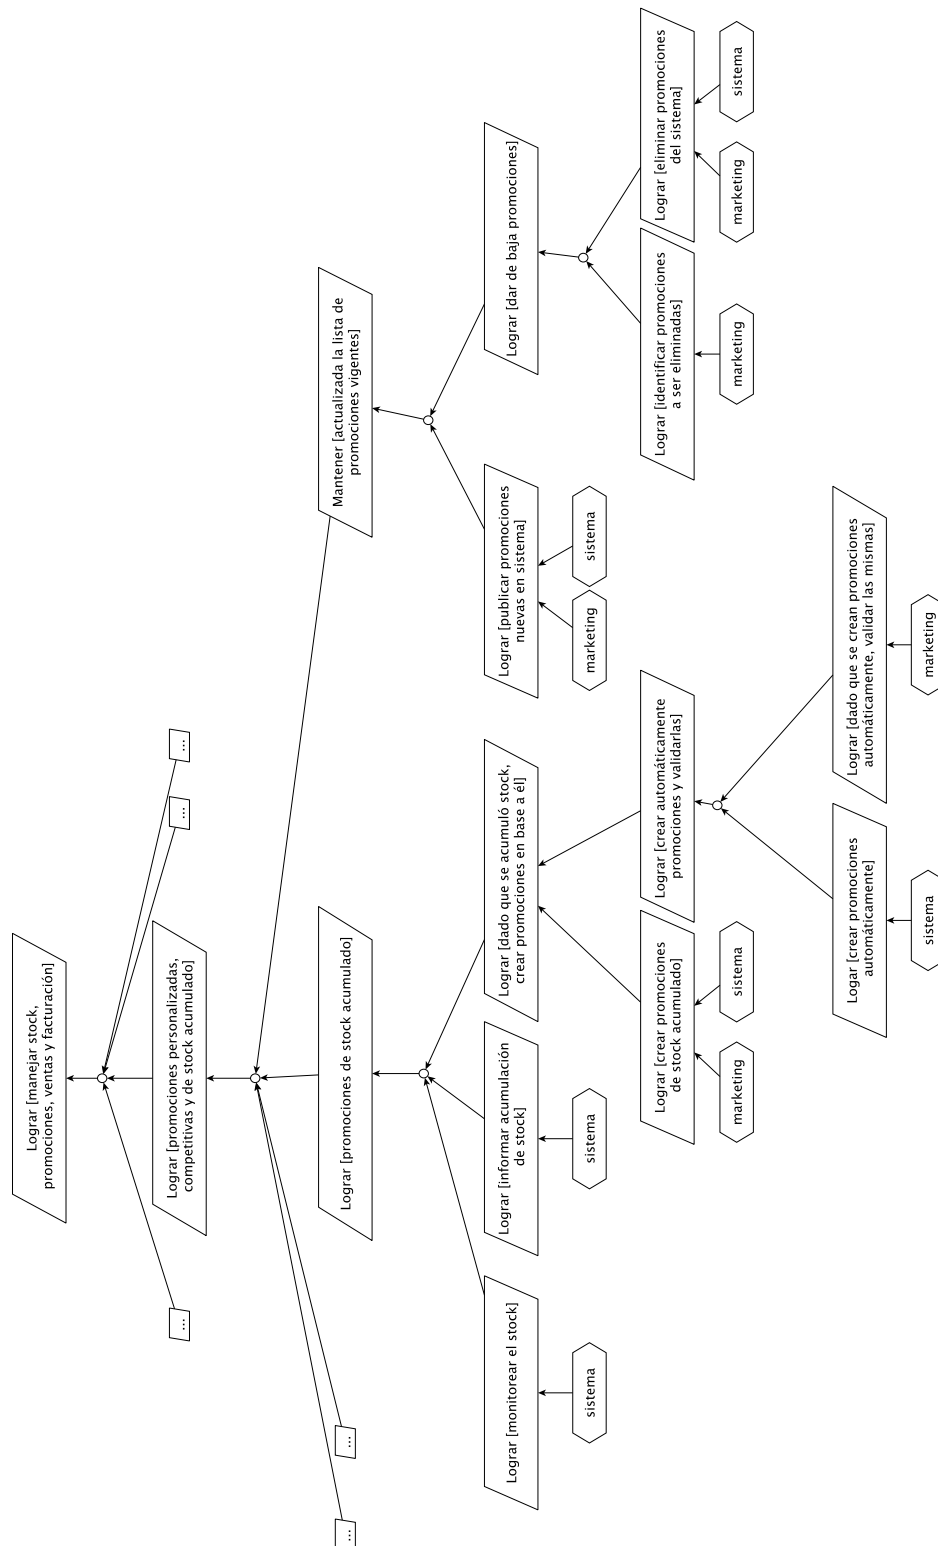 Lograr [manejar stock,
promociones, ventas y facturación]
...
Lograr [promociones personalizadas,
competitivas y de stock acumulado]
...
...
...
...
Lograr [promociones de stock acumulado]
Mantener [actualizada la lista de
promociones vigentes]
Lograr [monitorear el stock]
sistema
Lograr [informar acumulación
de stock]
sistema
Lograr [dado que se acumuló stock,
crear promociones en base a él]
Lograr [publicar promociones
nuevas en sistema]
marketing
sistema
Lograr [dar de baja promociones]
Lograr [crear promociones
de stock acumulado]
marketing
sistema
Lograr [crear automáticamente
promociones y validarlas]
Lograr [identificar promociones
a ser eliminadas]
marketing
Lograr [eliminar promociones
del sistema]
marketing
sistema
Logar [crear promociones
automáticamente]
sistema
Lograr [dado que se crean promociones
automáticamente, validar las mismas]
marketing